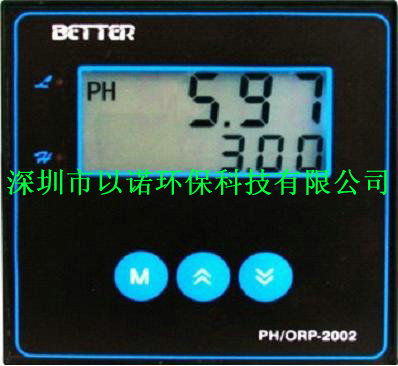 BETTER
L
PH 5.97
3.00
H
深圳市以诺环保科技有限公司
M
PH/ORP-2002